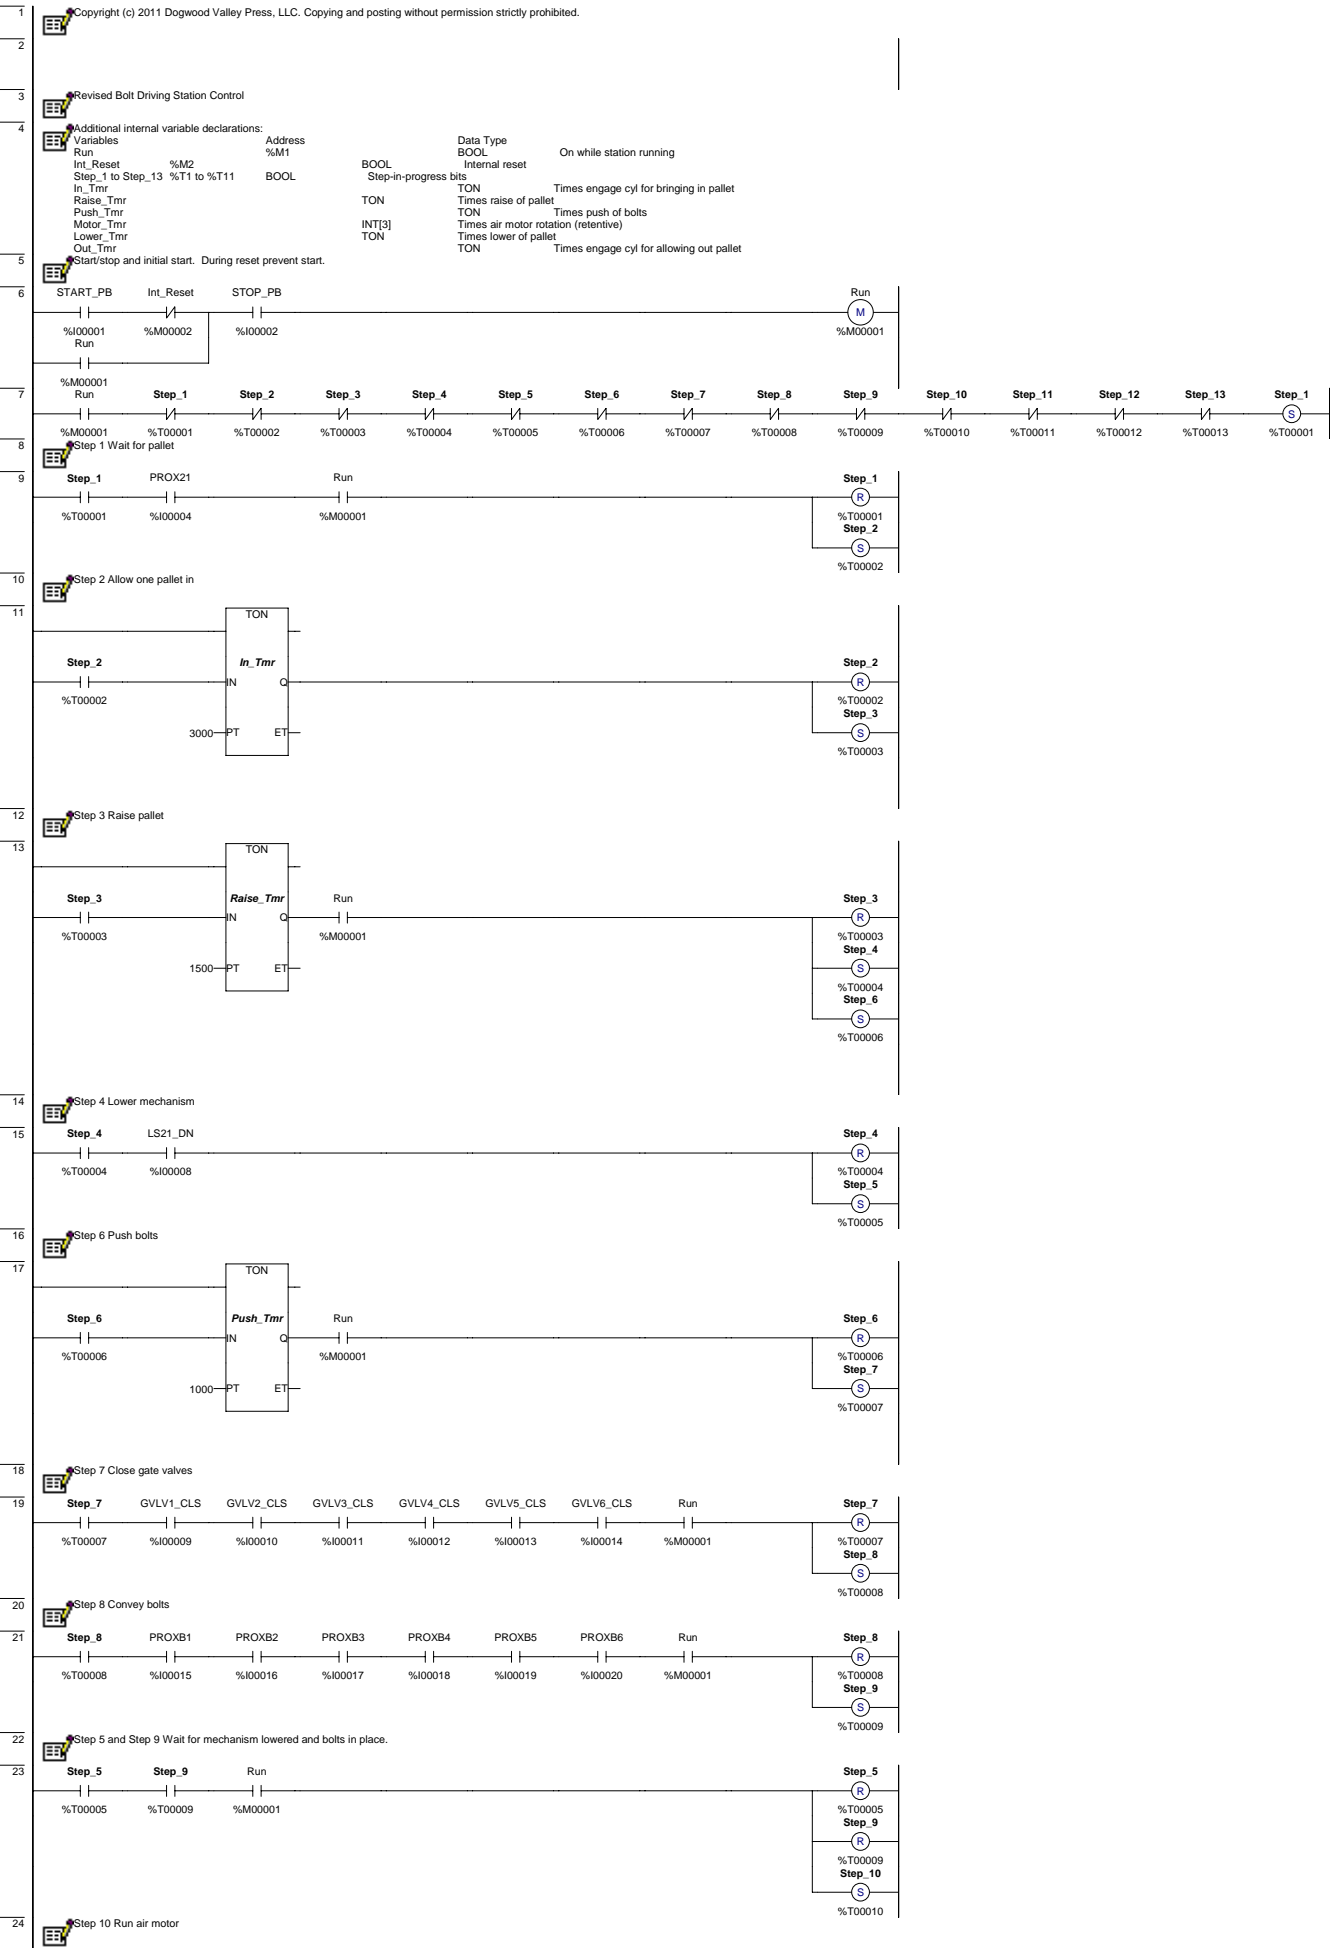 1 Copyright (c) 2011 Dogwood Valley Press, LLC. Copying and posting without permission strictly prohibited.
2
3 Revised Bolt Driving Station Control
4 Additional internal variable declarations:
Variables Address Data Type
Run %M1 BOOL On while station running
Int_Reset %M2 BOOL Internal reset
Step_1 to Step_13 %T1 to %T11 BOOL Step-in-progress bits
In_Tmr TON Times engage cyl for bringing in pallet
Raise_Tmr TON Times raise of pallet
Push_Tmr TON Times push of bolts
Motor_Tmr INT[3] Times air motor rotation (retentive)
Lower_Tmr TON Times lower of pallet
Out_Tmr TON Times engage cyl for allowing out pallet
5 Start/stop and initial start. During reset prevent start.
6 START_PB Int_Reset STOP_PB Run
M
%I00001 %M00002 %I00002 %M00001
Run
%M00001
7 Run Step_1 Step_2 Step_3 Step_4 Step_5 Step_6 Step_7 Step_8 Step_9 Step_10 Step_11 Step_12 Step_13 Step_1
S
%M00001 %T00001 %T00002 %T00003 %T00004 %T00005 %T00006 %T00007 %T00008 %T00009 %T00010 %T00011 %T00012 %T00013 %T00001
8 Step 1 Wait for pallet
9 Step_1 PROX21 Run Step_1
R
%T00001 %I00004 %M00001 %T00001
Step_2
S
%T00002
10 Step 2 Allow one pallet in
11 TON
Step_2 In_Tmr Step_2
IN Q R
%T00002 %T00002
Step_3
3000 PT ET S
%T00003
12 Step 3 Raise pallet
13 TON
Step_3 Raise_Tmr Run Step_3
IN Q R
%T00003 %M00001 %T00003
Step_4
1500 PT ET S
%T00004
Step_6
S
%T00006
14 Step 4 Lower mechanism
15 Step_4 LS21_DN Step_4
R
%T00004 %I00008 %T00004
Step_5
S
%T00005
16 Step 6 Push bolts
17 TON
Step_6 Push_Tmr Run Step_6
IN Q R
%T00006 %M00001 %T00006
Step_7
1000 PT ET S
%T00007
18 Step 7 Close gate valves
19 Step_7 GVLV1_CLS GVLV2_CLS GVLV3_CLS GVLV4_CLS GVLV5_CLS GVLV6_CLS Run Step_7
R
%T00007 %I00009 %I00010 %I00011 %I00012 %I00013 %I00014 %M00001 %T00007
Step_8
S
%T00008
20 Step 8 Convey bolts
21 Step_8 PROXB1 PROXB2 PROXB3 PROXB4 PROXB5 PROXB6 Run Step_8
R
%T00008 %I00015 %I00016 %I00017 %I00018 %I00019 %I00020 %M00001 %T00008
Step_9
S
%T00009
22 Step 5 and Step 9 Wait for mechanism lowered and bolts in place.
23 Step_5 Step_9 Run Step_5
R
%T00005 %T00009 %M00001 %T00005
Step_9
R
%T00009
Step_10
S
%T00010
24 Step 10 Run air motor